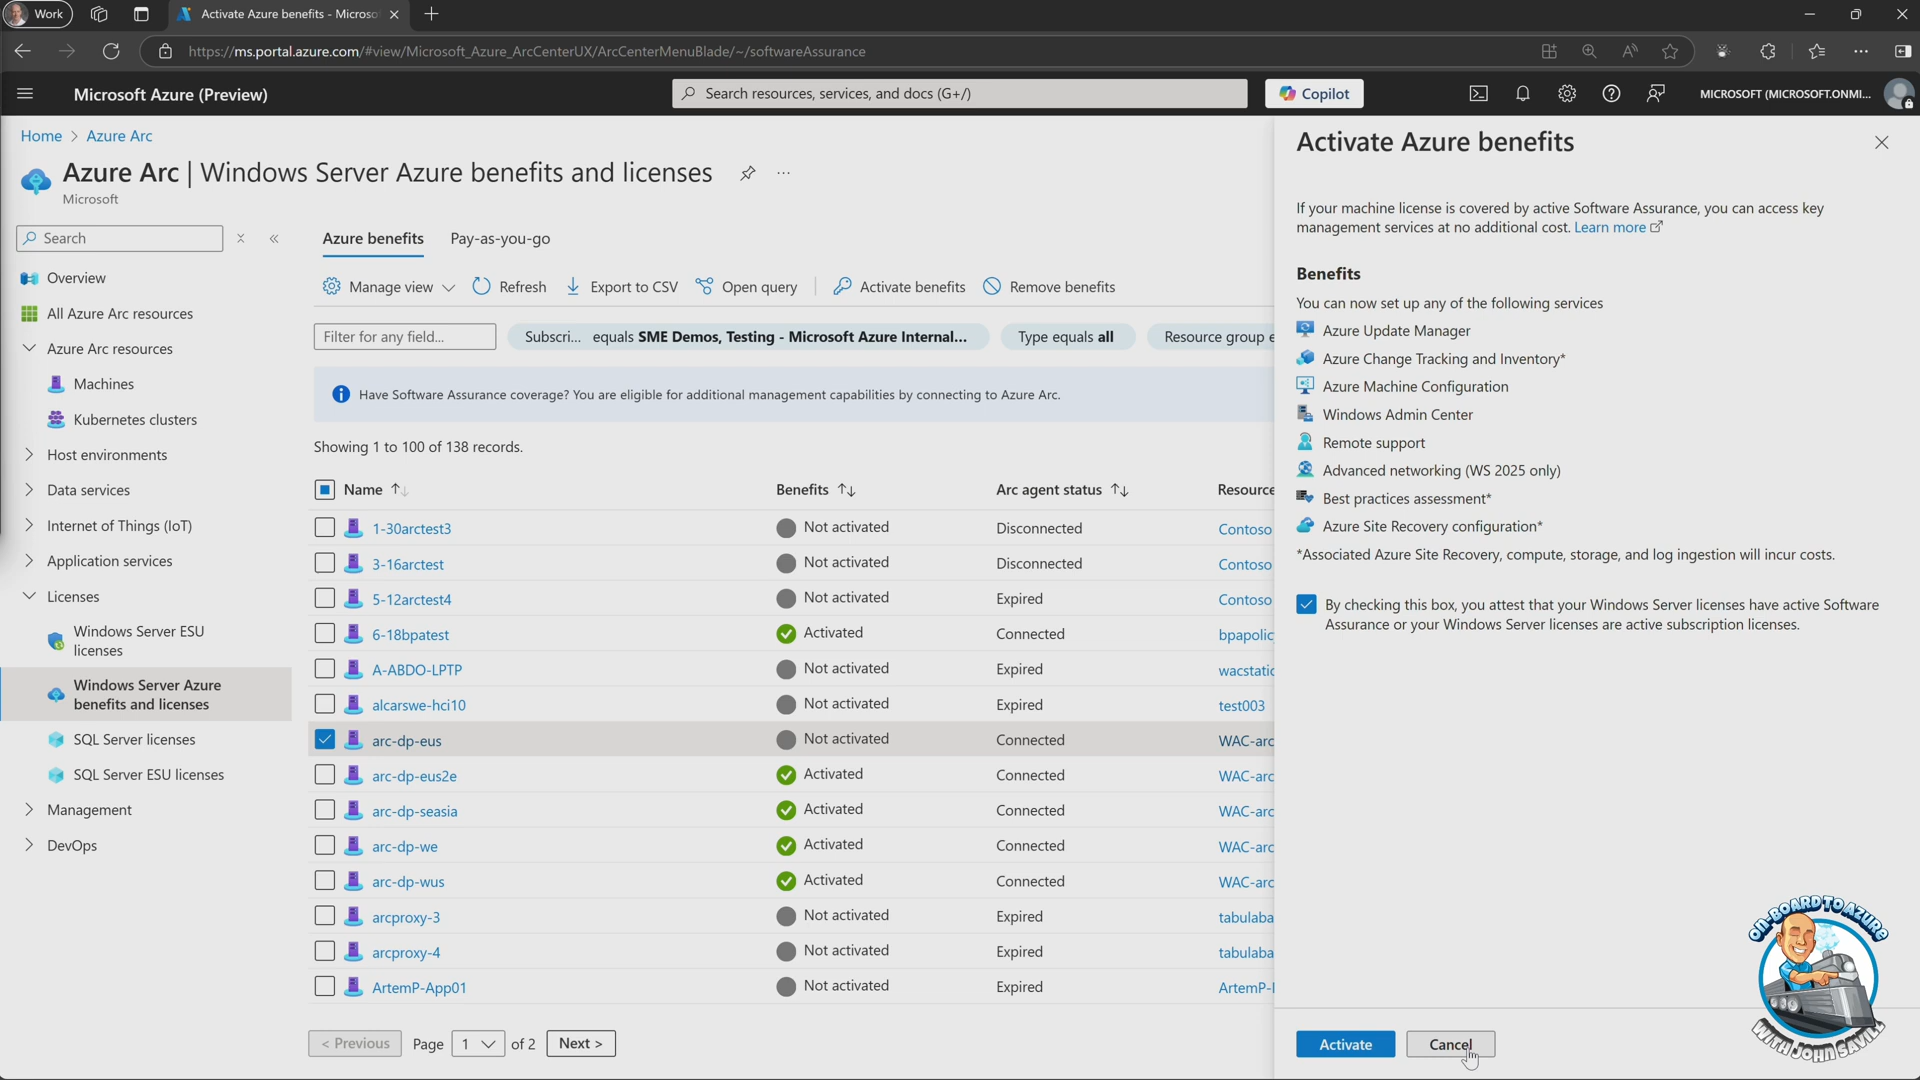 Work
Activate Azure benefits - Microso
https://ms.portal.azure.com/#view/Microsoft_Azure_ArcCenterUX/ArcCenterMenuBlade/~/softwareAssurance
Microsoft Azure (Preview)
Search resources, services, and docs (G+/)
Copilot
MICROSOFT (MICROSOFT.ONMI...
Home > Azure Arc
Azure Arc | Windows Server Azure benefits and licenses
Microsoft
Search
Overview
All Azure Arc resources
Azure Arc resources
Machines
Kubernetes clusters
Host environments
Data services
Internet of Things (IoT)
Application services
Licenses
Windows Server ESU
licenses
Windows Server Azure
benefits and licenses
SQL Server licenses
SQL Server ESU licenses
Management
DevOps
Azure benefits Pay-as-you-go
Manage view Refresh Export to CSV Open query Activate benefits Remove benefits
Filter for any field... Subscri... equals SME Demos, Testing - Microsoft Azure Internal... Type equals all Resource group e
Have Software Assurance coverage? You are eligible for additional management capabilities by connecting to Azure Arc.
Showing 1 to 100 of 138 records.
Name Benefits Arc agent status Resource
1-30arctest3 Not activated Disconnected Contoso
3-16arctest Not activated Disconnected Contoso
5-12arctest4 Not activated Expired Contoso
6-18bpatest Activated Connected bpapolic
A-ABDO-LPTP Not activated Expired wacstatic
alcarswe-hci10 Not activated Expired test003
arc-dp-eus Not activated Connected WAC-arc
arc-dp-eus2e Activated Connected WAC-arc
arc-dp-seasia Activated Connected WAC-arc
arc-dp-we Activated Connected WAC-arc
arc-dp-wus Activated Connected WAC-arc
arcproxy-3 Not activated Expired tabulaba
arcproxy-4 Not activated Expired tabulaba
ArtemP-App01 Not activated Expired ArtemP-
< Previous Page 1 of 2 Next >
Activate Azure benefits
If your machine license is covered by active Software Assurance, you can access key
management services at no additional cost. Learn more
Benefits
You can now set up any of the following services
Azure Update Manager
Azure Change Tracking and Inventory*
Azure Machine Configuration
Windows Admin Center
Remote support
Advanced networking (WS 2025 only)
Best practices assessment*
Azure Site Recovery configuration*
*Associated Azure Site Recovery, compute, storage, and log ingestion will incur costs.
By checking this box, you attest that your Windows Server licenses have active Software
Assurance or your Windows Server licenses are active subscription licenses.
Activate Cancel
ON-BOARD TO AZURE
WITH JOHN SAVILL